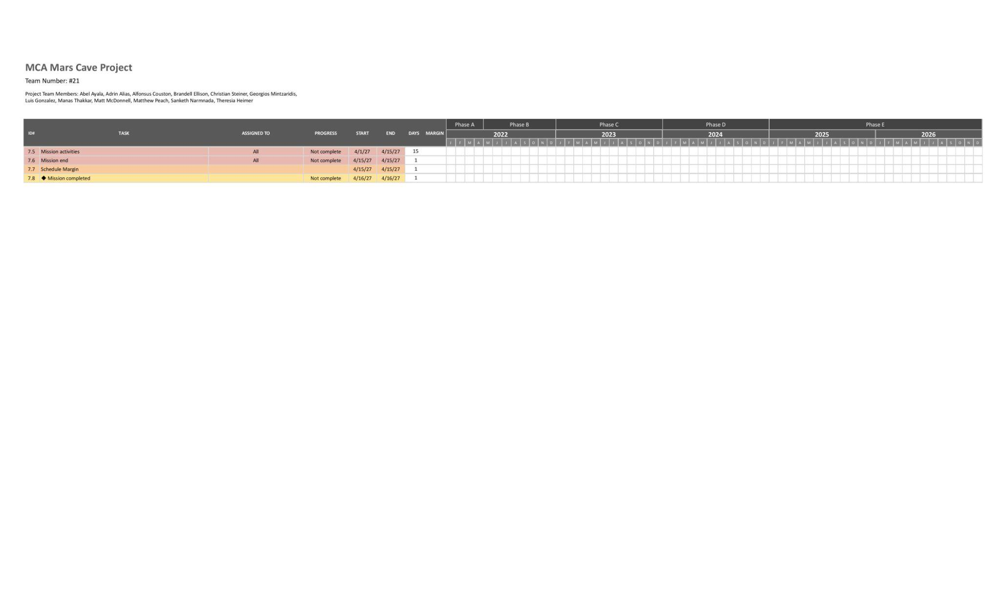 MCA Mars Cave Project
Team Number: #21
Project Team Members: Abel Ayala, Adrin Alias, Alfonsus Couston, Brandell Ellison, Christian Steiner, Georgios Mintzaridis,
Luis Gonzalez, Manas Thakkar, Matt McDonnell, Matthew Peach, Sanketh Narmnada, Theresia Heimer
Phase A Phase B Phase C Phase D Phase E
ID# TASK ASSIGNED TO PROGRESS START END DAYS MARGIN
2022 2023 2024 2025 2026
J F M A M J J A S O N D J F M A M J J A S O N D J F M A M J J A S O N D J F M A M J J A S O N D J F M A M J J A S O N D
7.5 Mission activities All Not complete 4/1/27 4/15/27 15
7.6 Mission end All Not complete 4/15/27 4/15/27 1
7.7 Schedule Margin 4/15/27 4/15/27 1
7.8 ◆ Mission completed Not complete 4/16/27 4/16/27 1